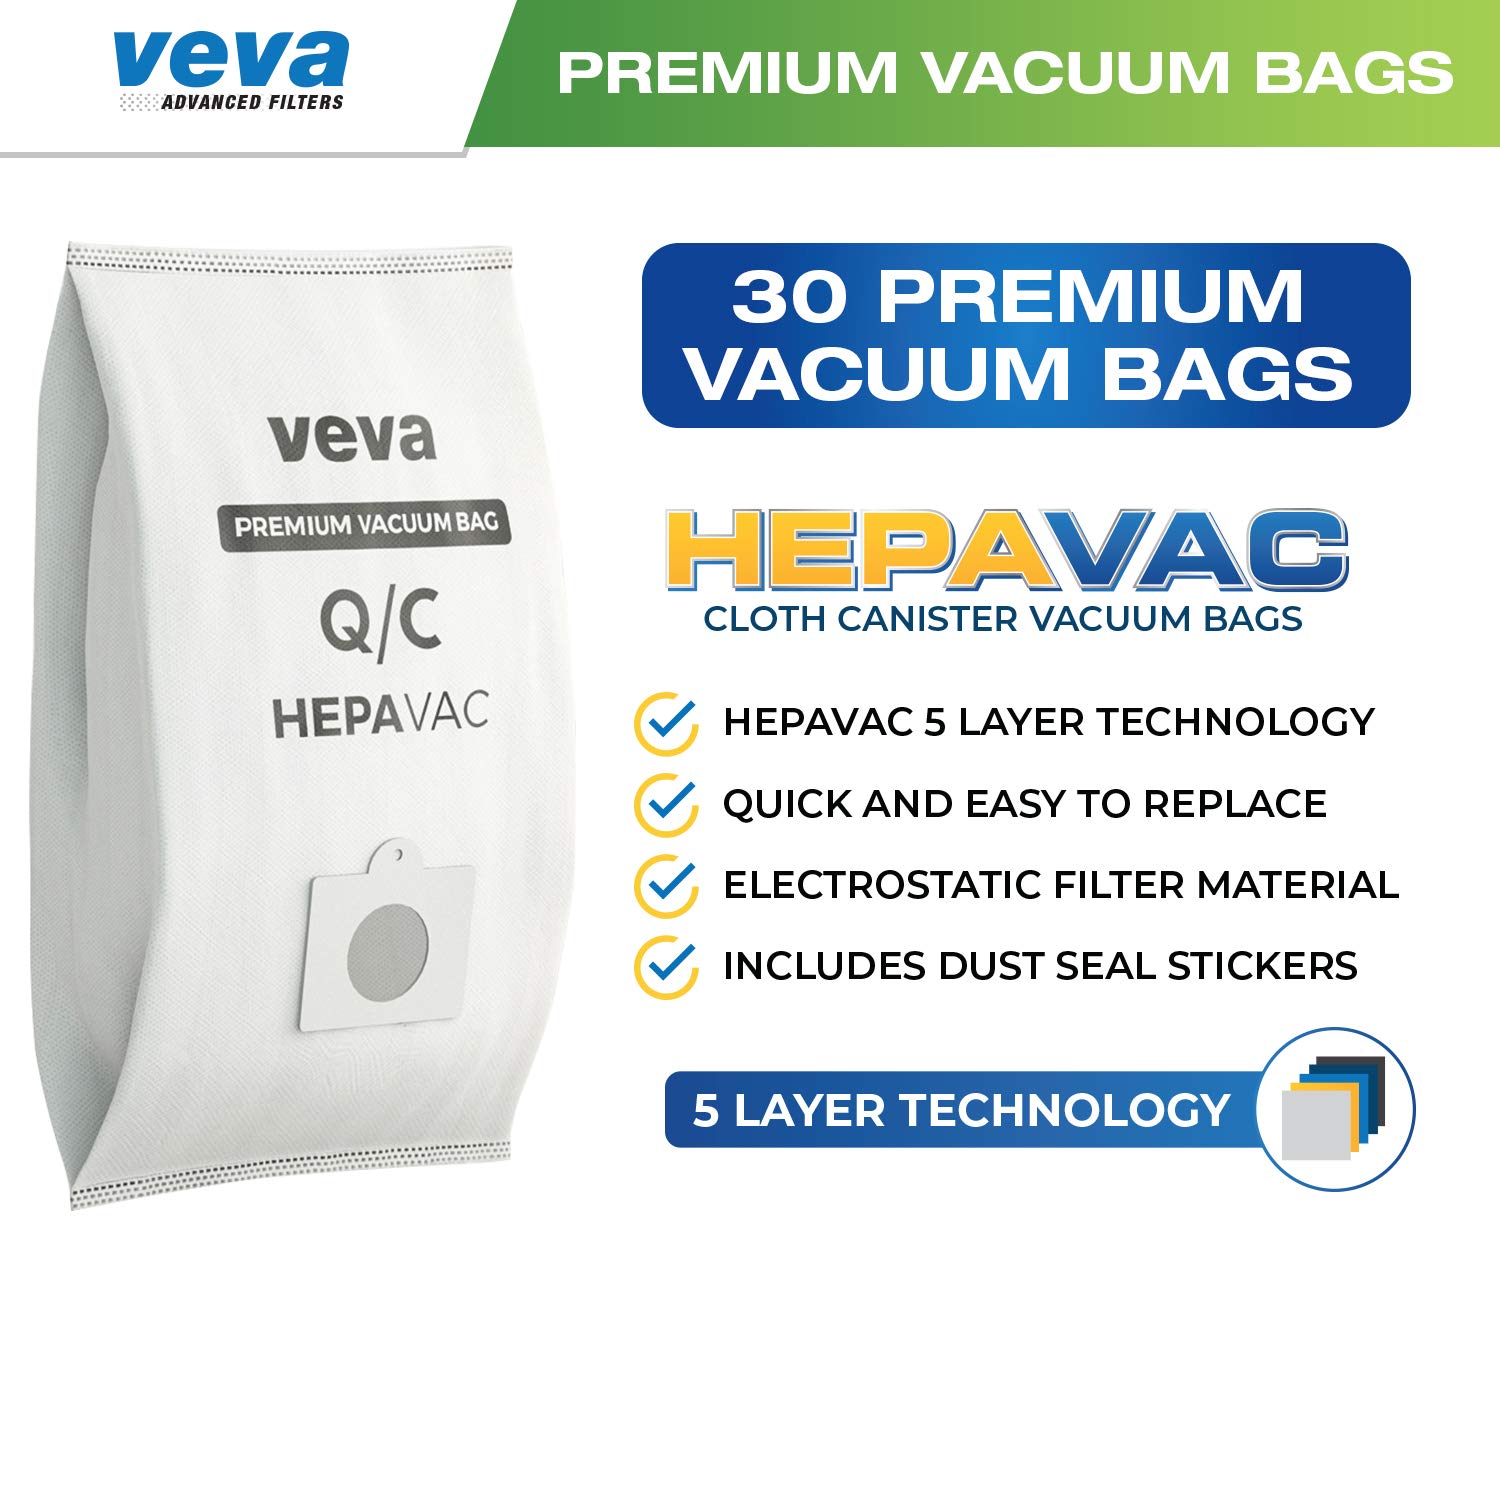 veva
ADVANCED FILTERS
PREMIUM VACUUM BAGS
veva
PREMIUM VACUUM BAG
Q/C
HEPAVAC
30 PREMIUM
VACUUM BAGS
HEPAVAC
CLOTH CANISTER VACUUM BAGS
HEPAVAC 5 LAYER TECHNOLOGY
QUICK AND EASY TO REPLACE
ELECTROSTATIC FILTER MATERIAL
INCLUDES DUST SEAL STICKERS
5 LAYER TECHNOLOGY